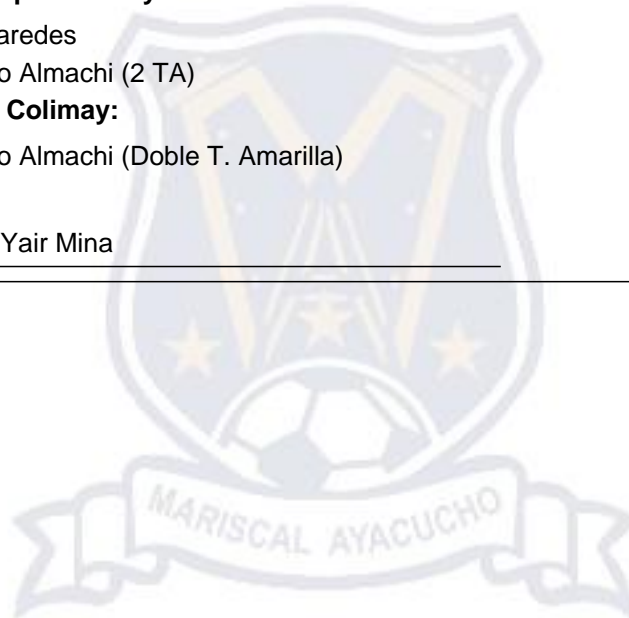 aredes
o Almachi (2 TA)
Colimay:
o Almachi (Doble T. Amarilla)
Yair Mina
MARISCAL AYACUCHO